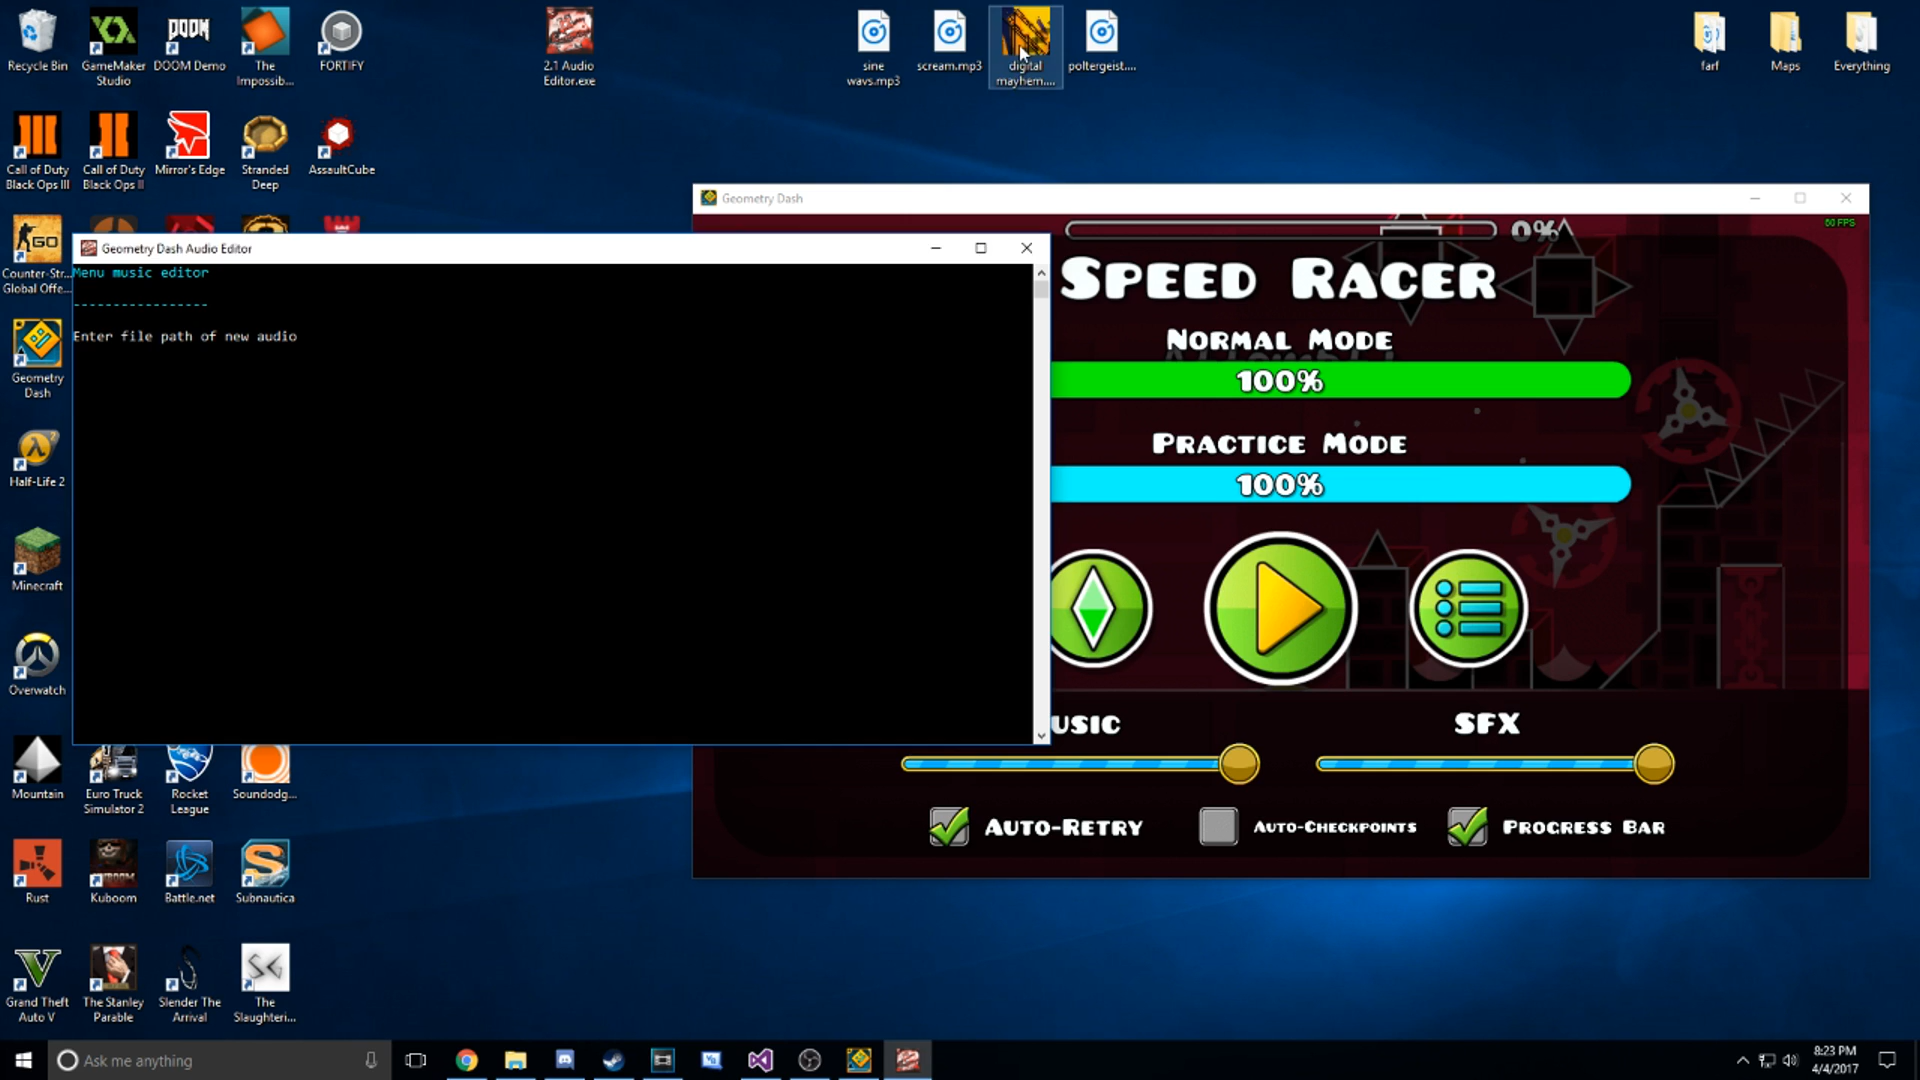 Recycle Bin
GameMaker
Studio
DOOM
DOOM Demo
The
Impossib...
FORTIFY
2.1 Audio
Editor.exe
sine
wavs.mp3
scream.mp3
digital
mayhem....
poltergeist....
farf
Maps
Everything
Call of Duty
Black Ops III
Call of Duty
Black Ops II
Mirror's Edge
Stranded
Deep
AssaultCube
GO
Counter-Str...
Global Offe...
Geometry
Dash
Half-Life 2
Minecraft
Overwatch
Mountain
Euro Truck
Simulator 2
Rocket
League
Soundodg...
Rust
KUBOOM
Kuboom
Battle.net
Subnautica
Grand Theft
Auto V
The Stanley
Parable
Slender The
Arrival
The
Slaughteri...
Geometry Dash Audio Editor
Menu music editor
-----------------
Enter file path of new audio
Geometry Dash
60 FPS
0%
Speed Racer
Normal Mode
100%
Practice Mode
100%
usic
SFX
Auto-Retry
Auto-Checkpoints
Progress Bar
Ask me anything
8:23 PM
4/4/2017